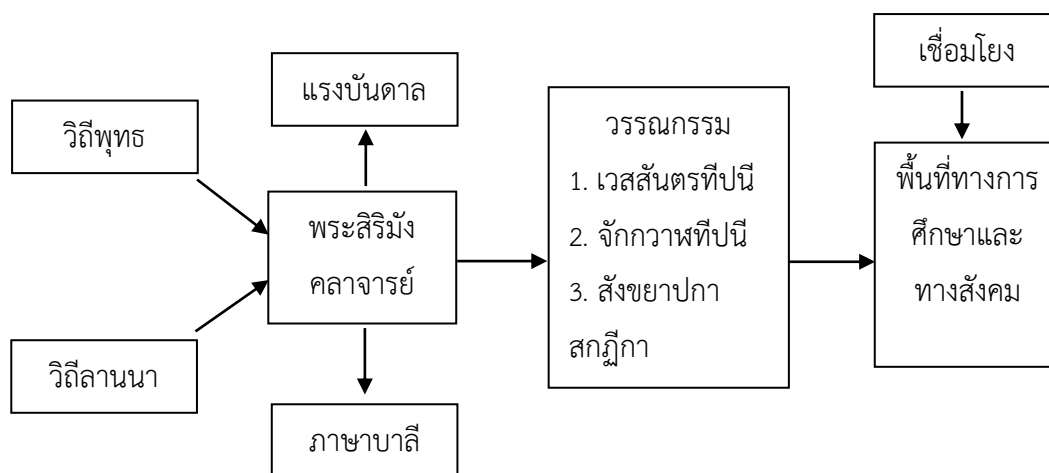 วิถีพุทธ
วิถีลานนา
แรงบันดาล
พระสิริมัง
คลาจารย์
ภาษาบาลี
วรรณกรรม
1. เวสสันตรทีปนี
2. จักกวาฬทีปนี
3. สังขยาปกา
สกฏีกา
เชื่อมโยง
พื้นที่ทางการ
ศึกษาและ
ทางสังคม